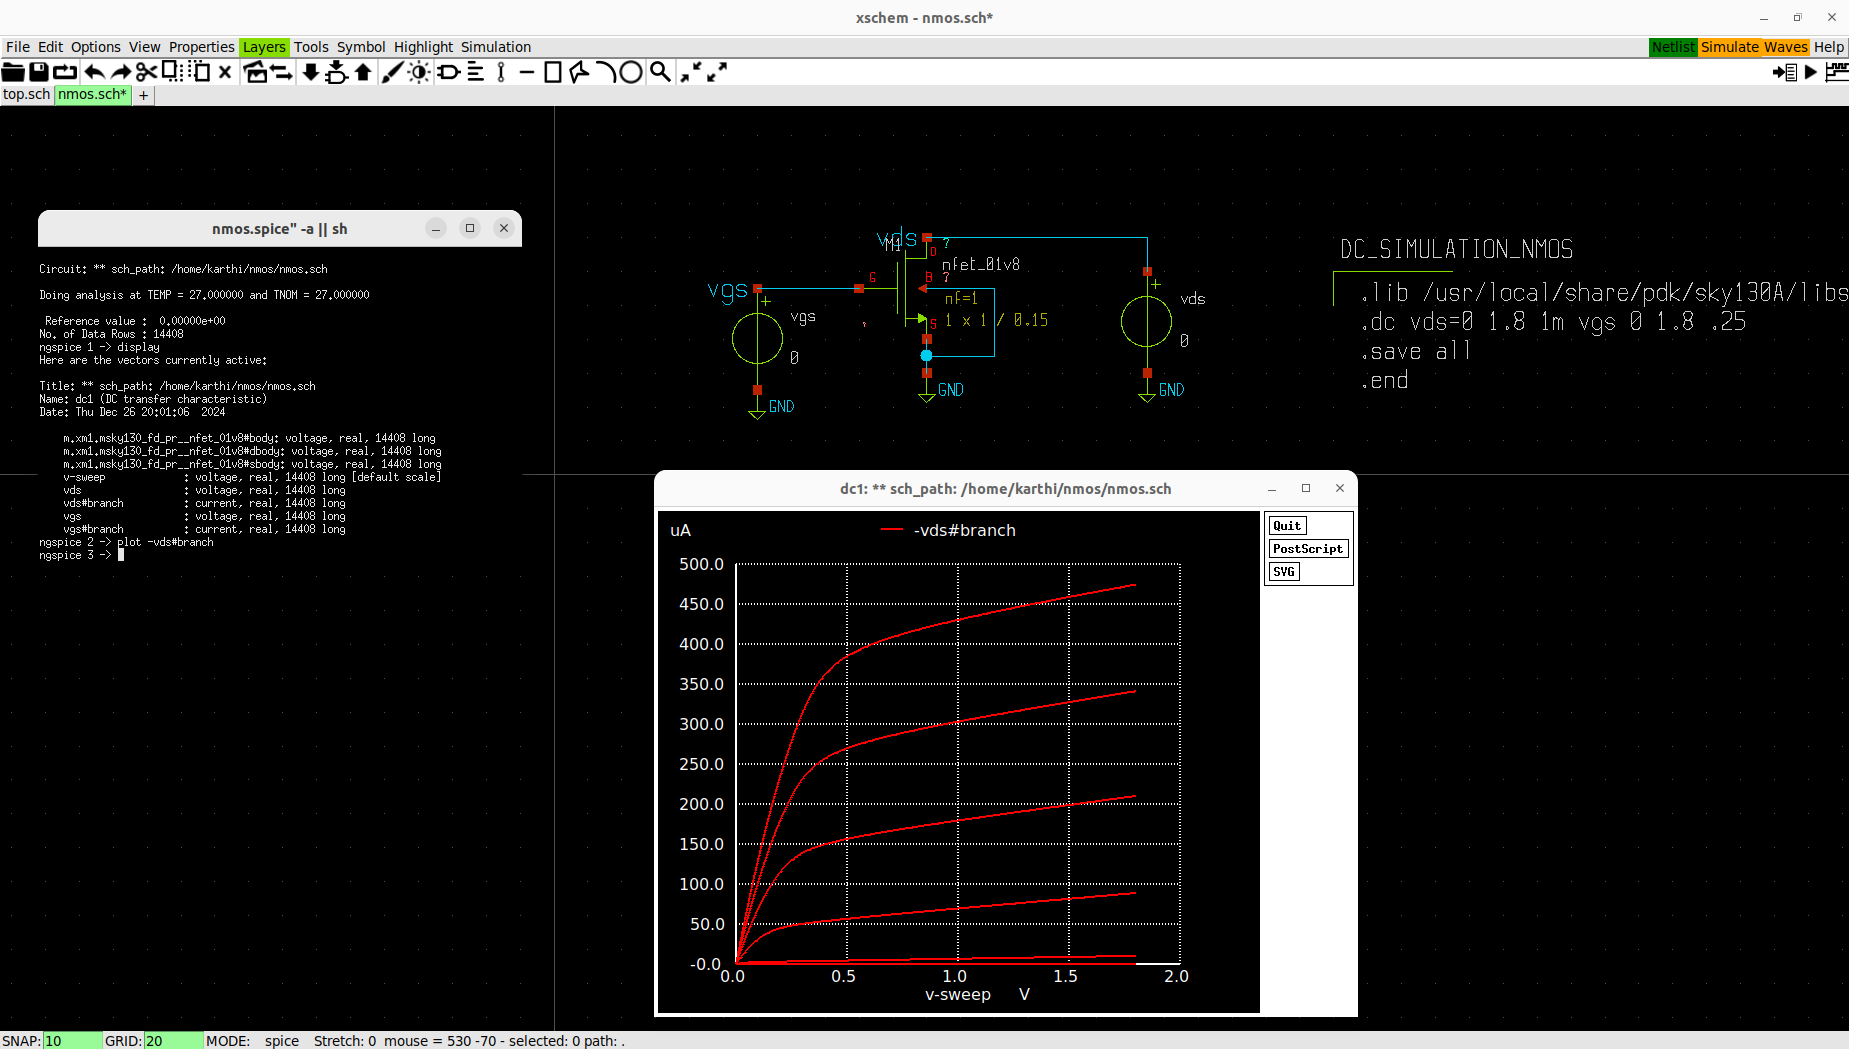 xschem - nmos.sch*
File Edit Options View Properties Layers Tools Symbol Highlight Simulation
Netlist Simulate Waves Help
top.sch nmos.sch* +
nmos.spice" -a || sh
Circuit: ** sch_path: /home/karthi/nmos/nmos.sch
Doing analysis at TEMP = 27.000000 and TNOM = 27.000000
Reference value : 0.00000e+00
No. of Data Rows : 14408
ngspice 1 -> display
Here are the vectors currently active:
Title: ** sch_path: /home/karthi/nmos/nmos.sch
Name: dc1 (DC transfer characteristic)
Date: Thu Dec 26 20:01:06 2024
m.xm1.msky130_fd_pr__nfet_01v8#body: voltage, real, 14408 long
m.xm1.msky130_fd_pr__nfet_01v8#dbody: voltage, real, 14408 long
m.xm1.msky130_fd_pr__nfet_01v8#sbody: voltage, real, 14408 long
v-sweep : voltage, real, 14408 long [default scale]
vds : voltage, real, 14408 long
vds#branch : current, real, 14408 long
vgs : voltage, real, 14408 long
vgs#branch : current, real, 14408 long
ngspice 2 -> plot -vds#branch
ngspice 3 ->
vds
M1
D
?
nfet_01v8
G
B
?
vgs
+
nf=1
vgs
?
S
1 x 1 / 0.15
0
GND
GND
+
vds
0
GND
DC_SIMULATION_NMOS
.lib /usr/local/share/pdk/sky130A/libs
.dc vds=0 1.8 1m vgs 0 1.8 .25
.save all
.end
dc1: ** sch_path: /home/karthi/nmos/nmos.sch
uA
-vds#branch
Quit
PostScript
SVG
500.0
450.0
400.0
350.0
300.0
250.0
200.0
150.0
100.0
50.0
-0.0
0.0 0.5 1.0 1.5 2.0
v-sweep V
SNAP: 10 GRID: 20 MODE: spice Stretch: 0 mouse = 530 -70 - selected: 0 path: .